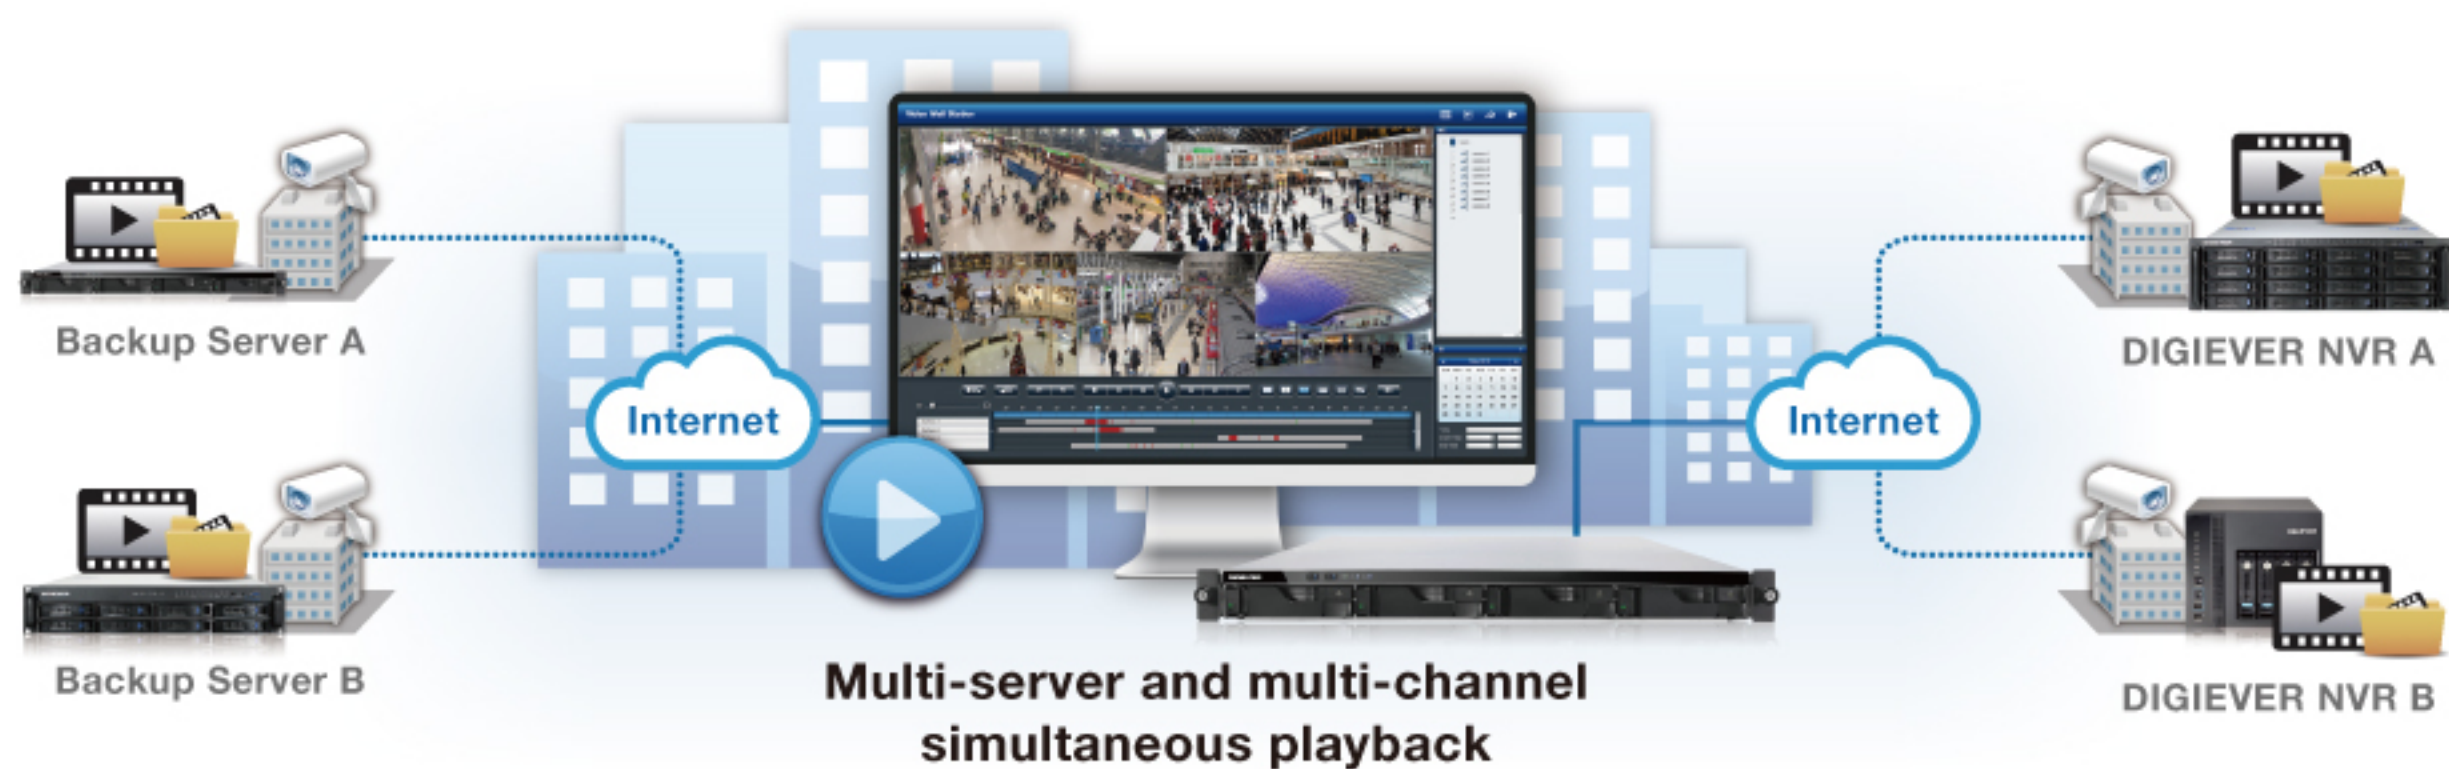 Backup Server A
Internet
Backup Server B
Multi-server and multi-channel
simultaneous playback
DIGIEVER NVR A
Internet
DIGIEVER NVR B